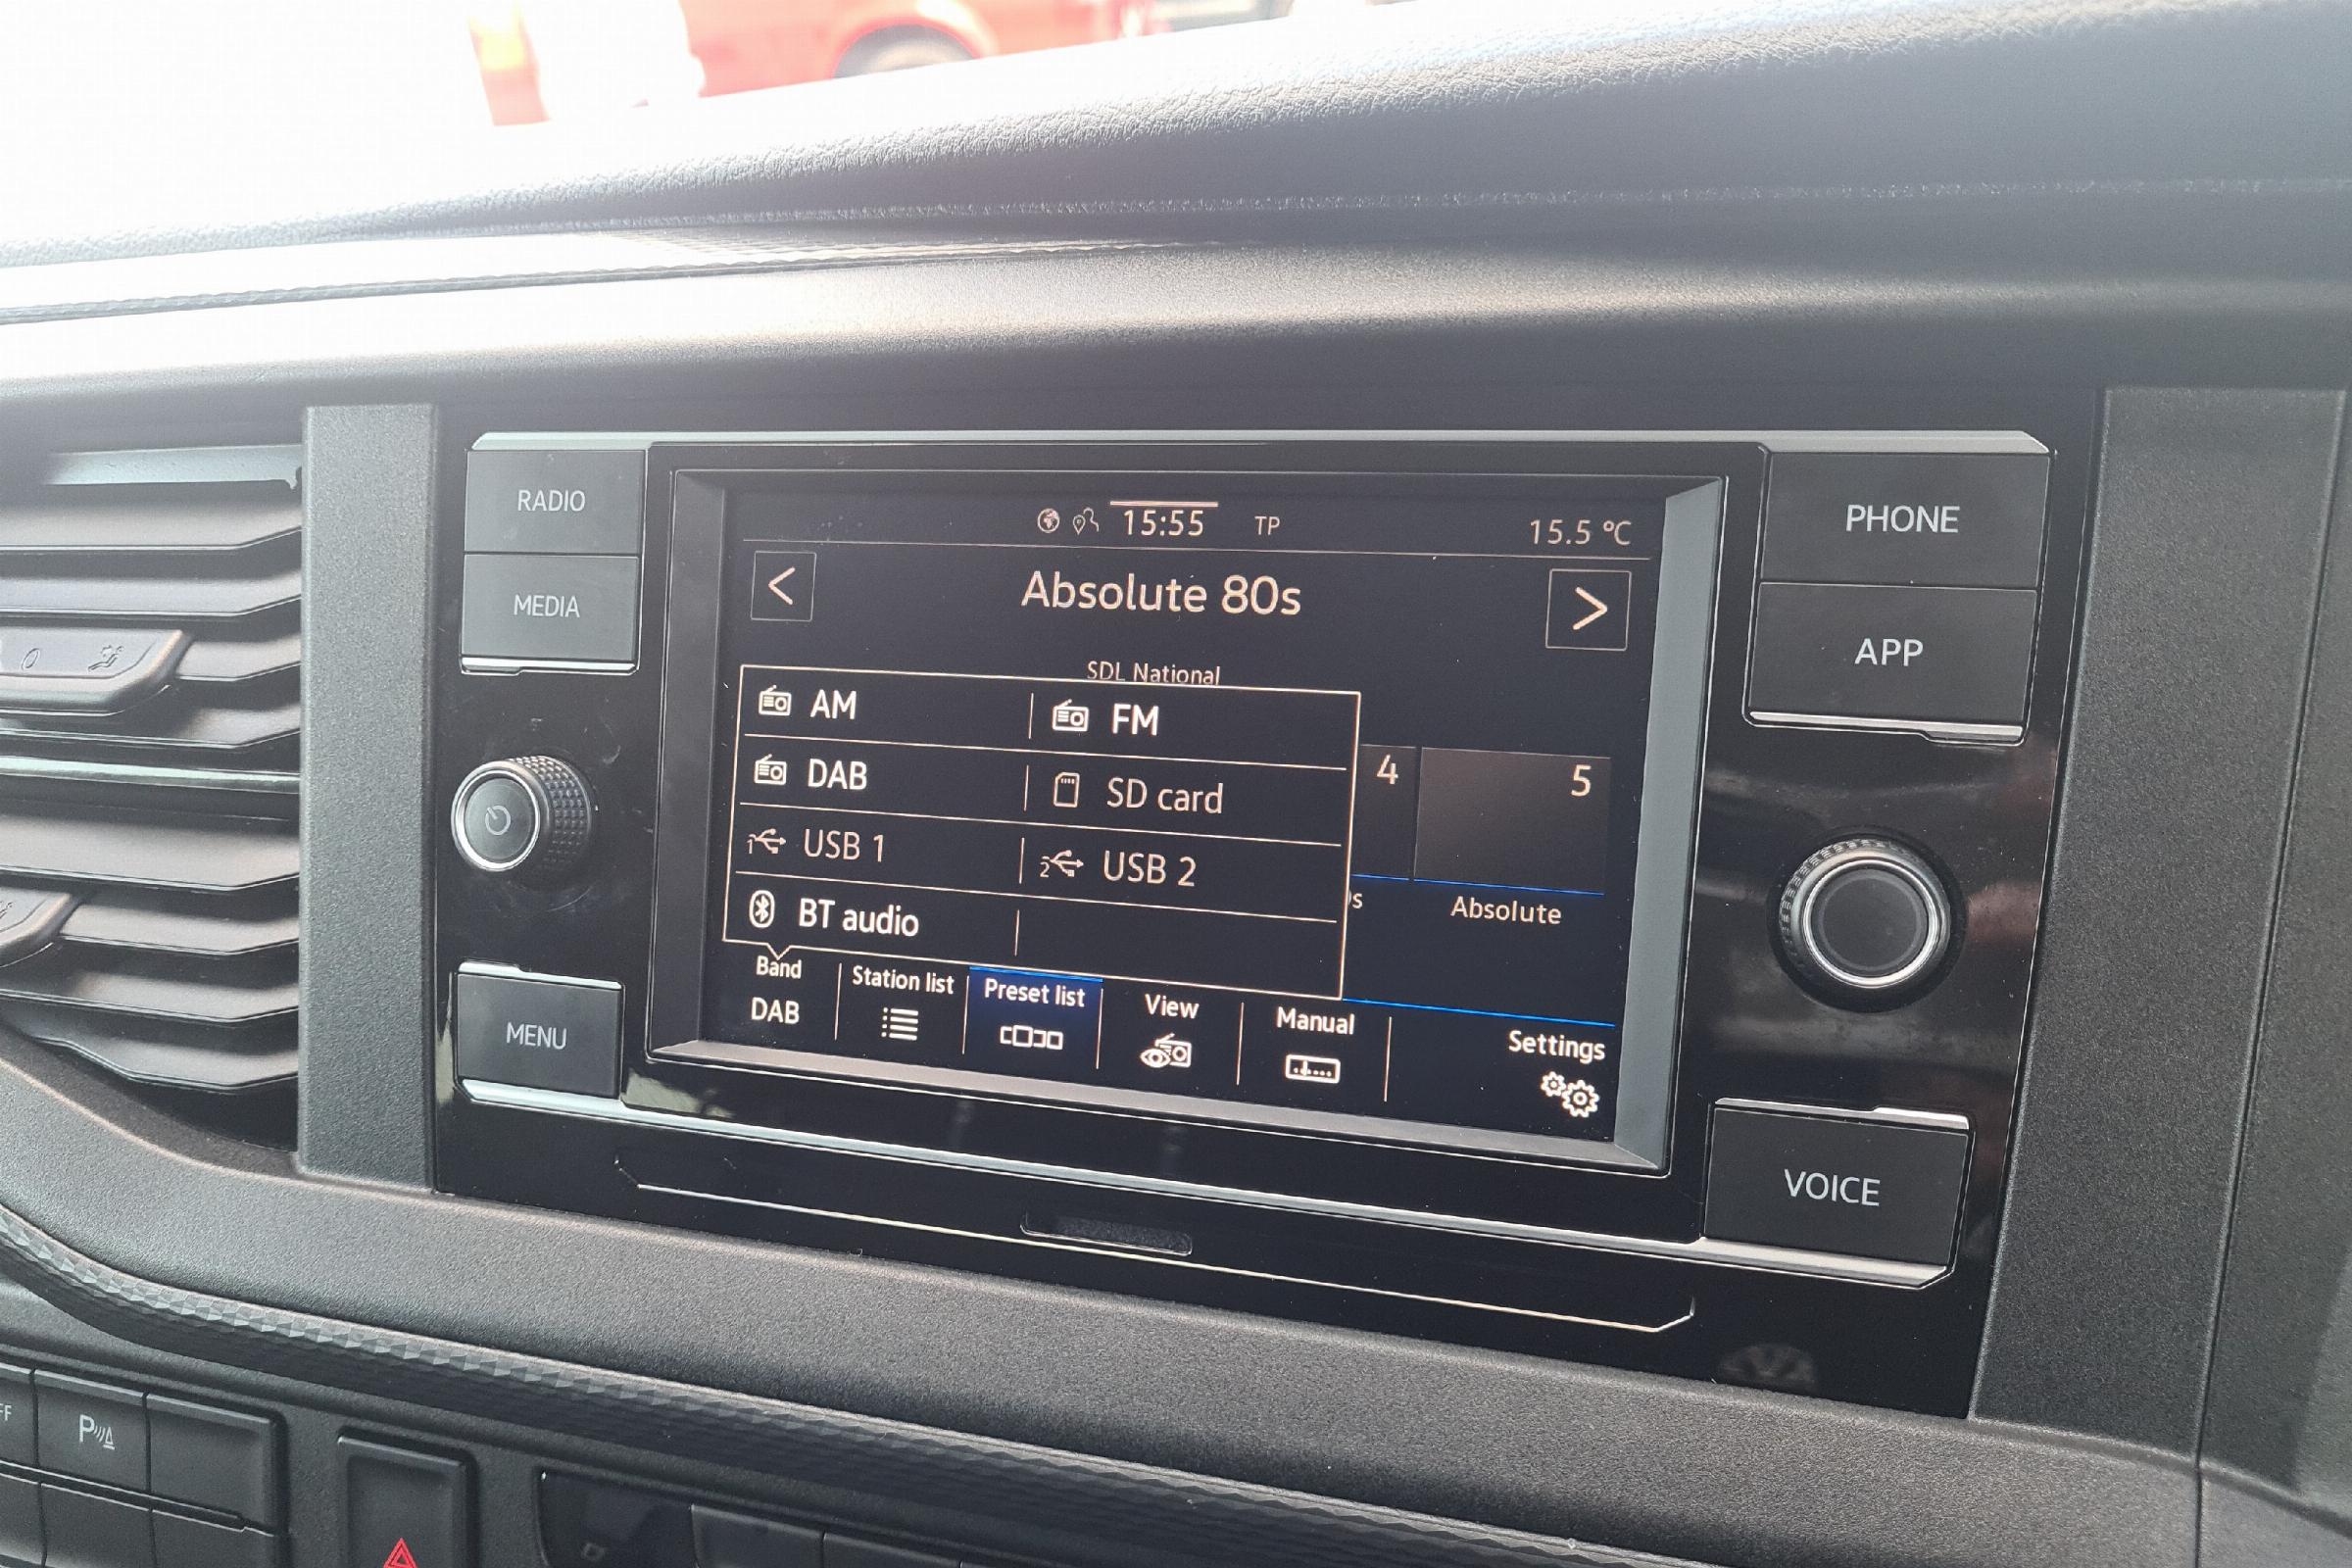 RADIO
MEDIA
MENU
15:55 TP 15.5 °C
< Absolute 80s >
SDL National
AM FM
DAB SD card
1 USB 1 2 USB 2
BT audio
4 5
Absolute
Band Station list Preset list View Manual Settings
DAB
PHONE
APP
VOICE
P